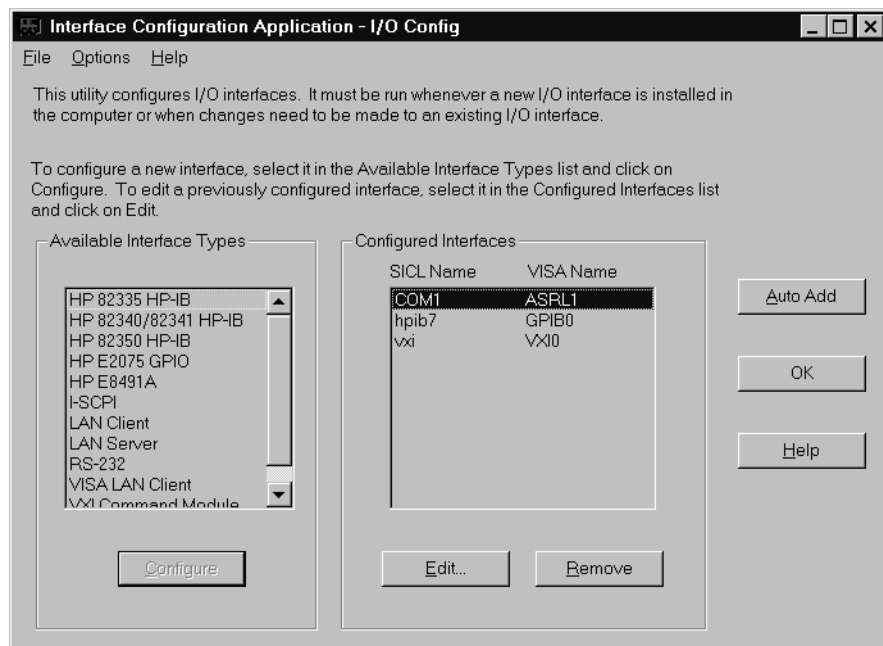 Interface Configuration Application - I/O Config
File Options Help
This utility configures I/O interfaces. It must be run whenever a new I/O interface is installed in
the computer or when changes need to be made to an existing I/O interface.
To configure a new interface, select it in the Available Interface Types list and click on
Configure. To edit a previously configured interface, select it in the Configured Interfaces list
and click on Edit.
Available Interface Types
HP 82335 HP-IB
HP 82340/82341 HP-IB
HP 82350 HP-IB
HP E2075 GPIO
HP E8491A
I-SCPI
LAN Client
LAN Server
RS-232
VISA LAN Client
VXI Command Module
Configure
Configured Interfaces
SICL Name VISA Name
COM1 ASRL1
hpib7 GPIB0
vxi VXI0
Edit...
Remove
Auto Add
OK
Help